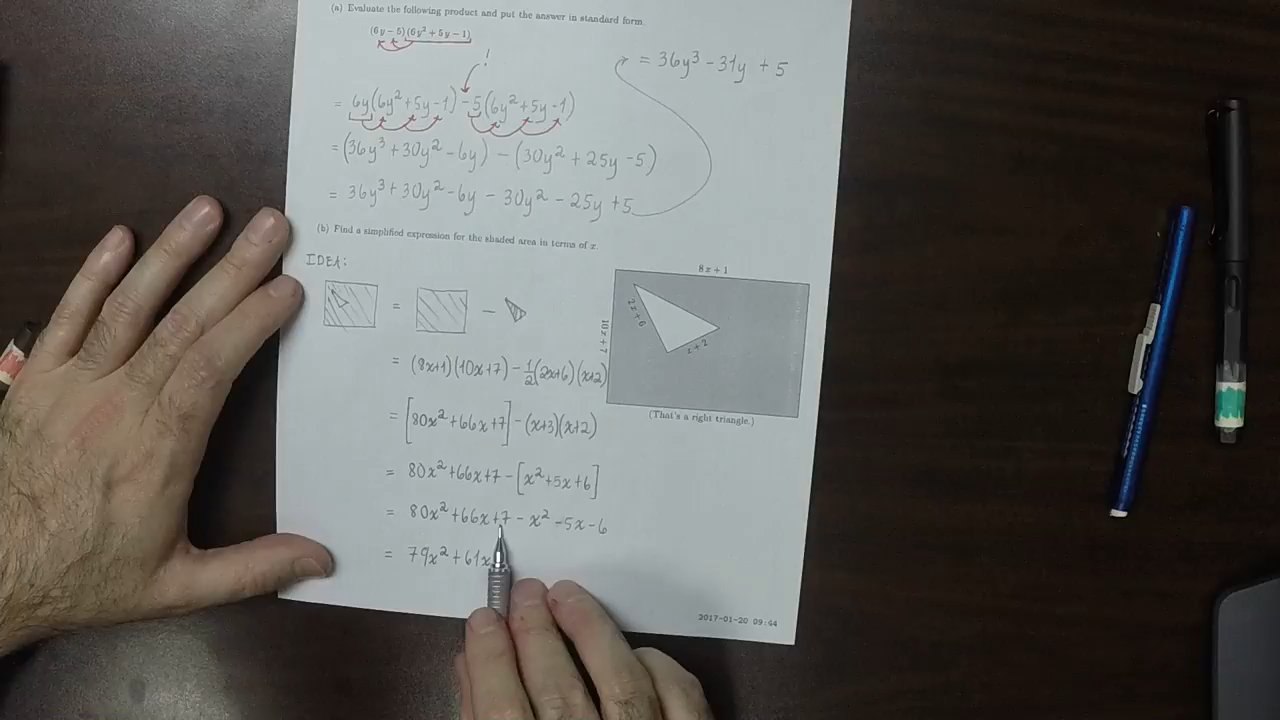 (a) Evaluate the following product and put the answer in standard form.
(6y − 5)(6y² + 5y − 1)
!
= 6y(6y²+5y-1) -5(6y²+5y-1)
= (36y³+30y²-6y) - (30y²+25y-5)
= 36y³+30y²-6y - 30y² - 25y +5
= 36y³ -31y +5
(b) Find a simplified expression for the shaded area in terms of x.
IDEA:
= −
8x + 1
10x + 7
2x + 6
x + 2
(That's a right triangle.)
= (8x+1)(10x+7) - 1/2(2x+6)(x+2)
= [80x²+66x+7] - (x+3)(x+2)
= 80x²+66x+7 - [x²+5x+6]
= 80x²+66x+7 - x² -5x -6
= 79x² + 61x
2017-01-20 09:44